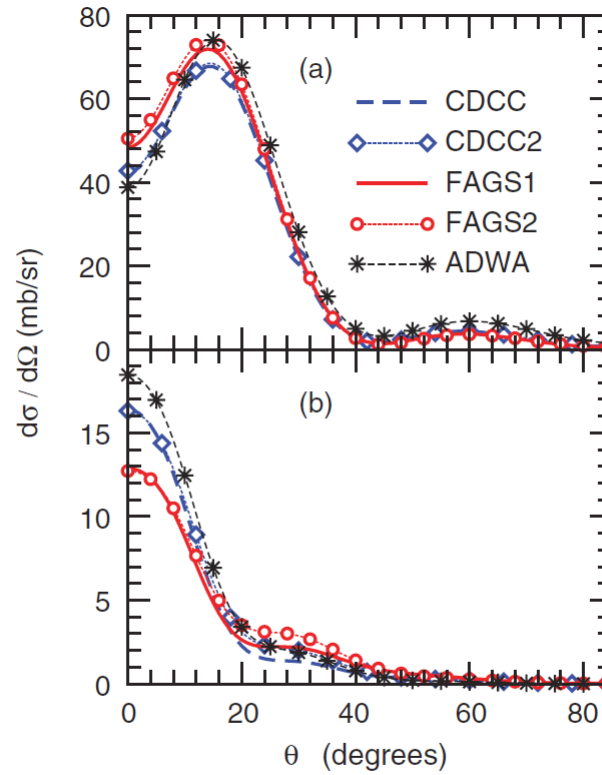 80
60
40
20
0
(a)
CDCC
CDCC2
FAGS1
FAGS2
ADWA
dσ / dΩ (mb/sr)
15
10
5
0
(b)
0 20 40 60 80
θ (degrees)